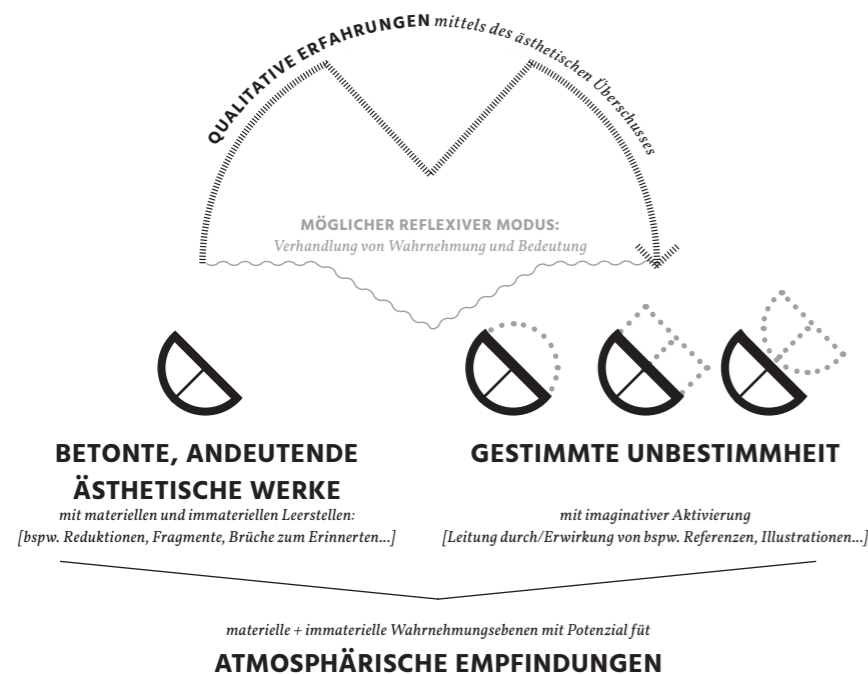 QUALITATIVE ERFAHRUNGEN mittels des ästhetischen Überschusses
MÖGLICHER REFLEXIVER MODUS:
Verhandlung von Wahrnehmung und Bedeutung
BETONTE, ANDEUTENDE
ÄSTHETISCHE WERKE
mit materiellen und immateriellen Leerstellen:
[bspw. Reduktionen, Fragmente, Brüche zum Erinnerten...]
GESTIMMTE UNBESTIMMHEIT
mit imaginativer Aktivierung
[Leitung durch/Erwirkung von bspw. Referenzen, Illustrationen...]
materielle + immaterielle Wahrnehmungsebenen mit Potenzial füt
ATMOSPHÄRISCHE EMPFINDUNGEN